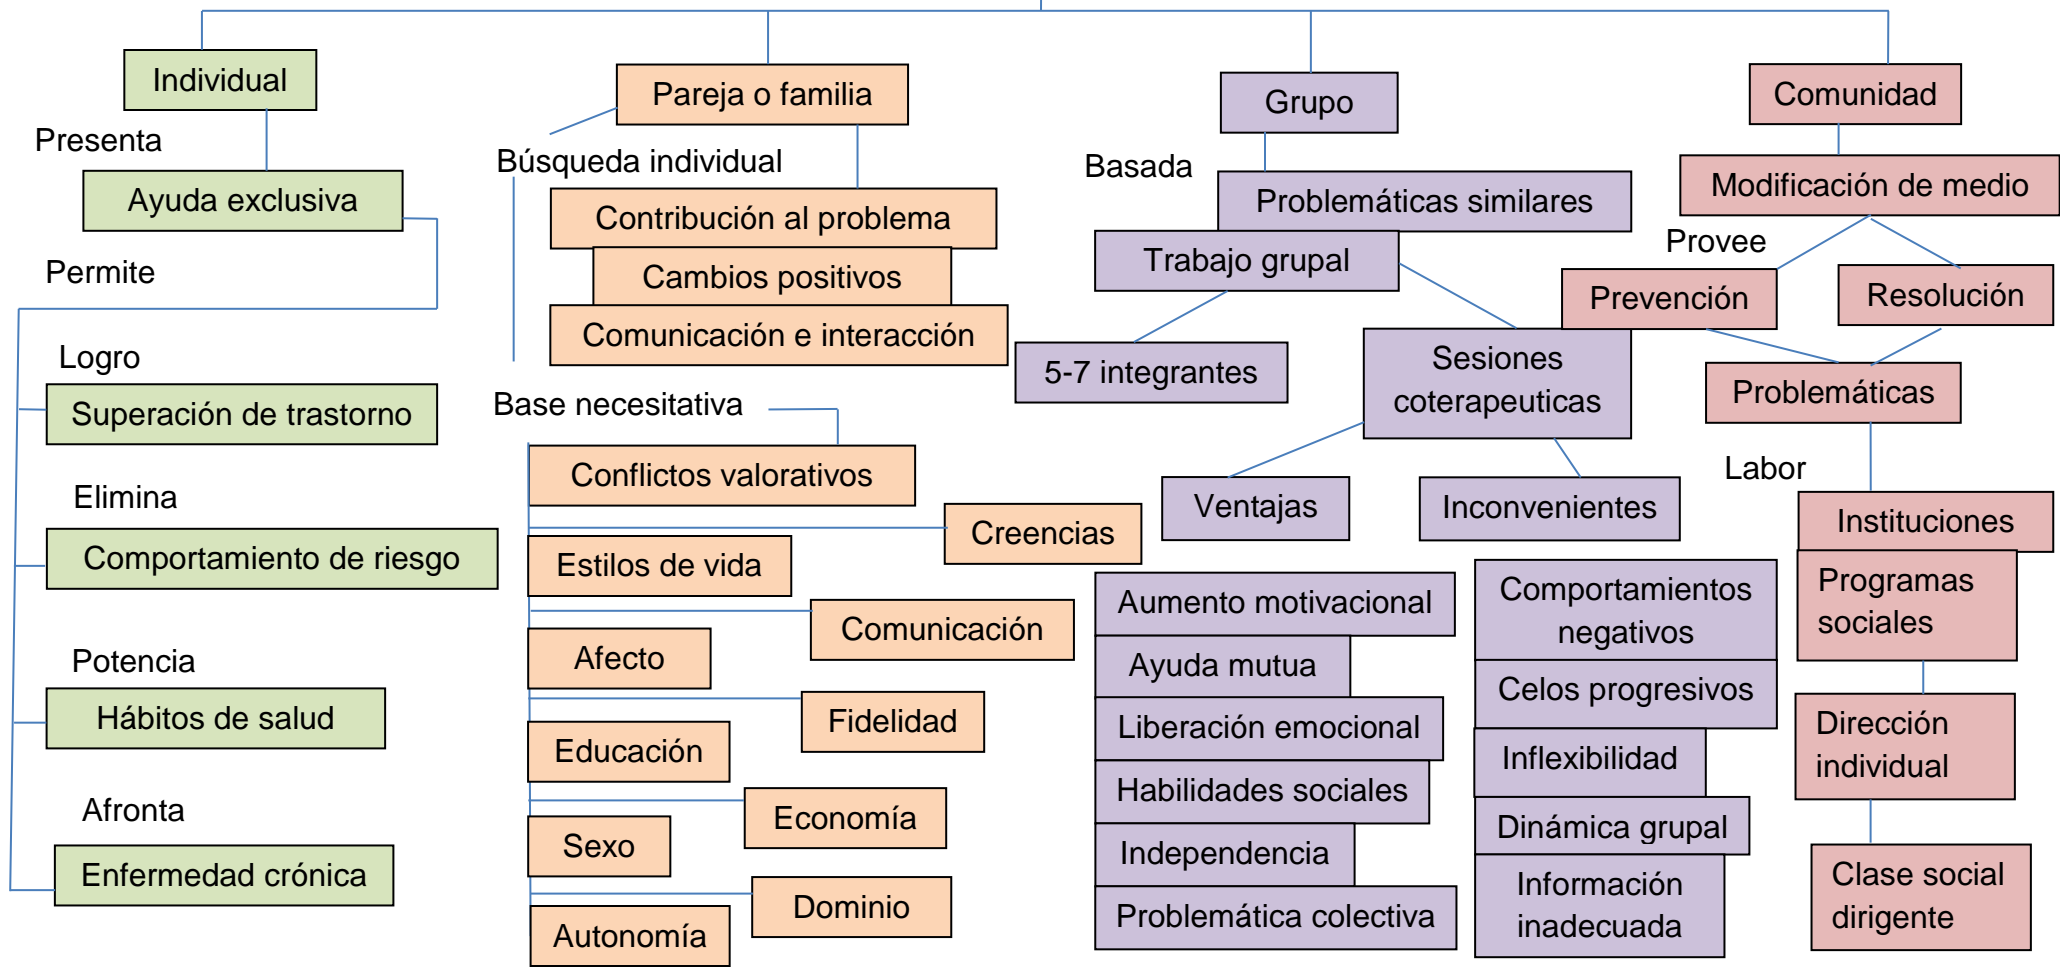 Individual
Presenta
Ayuda exclusiva
Permite
Logro
Superación de trastorno
Elimina
Comportamiento de riesgo
Potencia
Hábitos de salud
Afronta
Enfermedad crónica
Pareja o familia
Búsqueda individual
Contribución al problema
Cambios positivos
Comunicación e interacción
Base necesitativa
Conflictos valorativos
Creencias
Estilos de vida
Comunicación
Afecto
Fidelidad
Educación
Economía
Sexo
Dominio
Autonomía
Grupo
Basada
Problemáticas similares
Trabajo grupal
5-7 integrantes
Sesiones
coterapeuticas
Ventajas
Aumento motivacional
Ayuda mutua
Liberación emocional
Habilidades sociales
Independencia
Problemática colectiva
Inconvenientes
Comportamientos
negativos
Celos progresivos
Inflexibilidad
Dinámica grupal
Información
inadecuada
Comunidad
Modificación de medio
Provee
Prevención
Resolución
Problemáticas
Labor
Instituciones
Programas
sociales
Dirección
individual
Clase social
dirigente